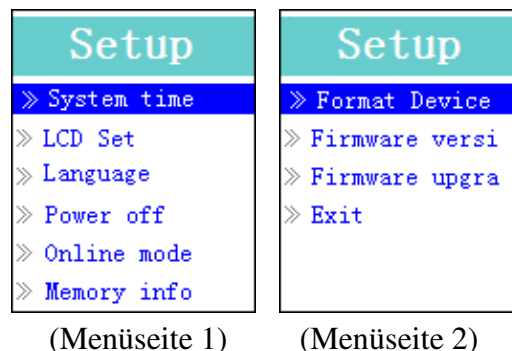 Setup
» System time
» LCD Set
» Language
» Power off
» Online mode
» Memory info
(Menüseite 1)
Setup
» Format Device
» Firmware versi
» Firmware upgra
» Exit
(Menüseite 2)